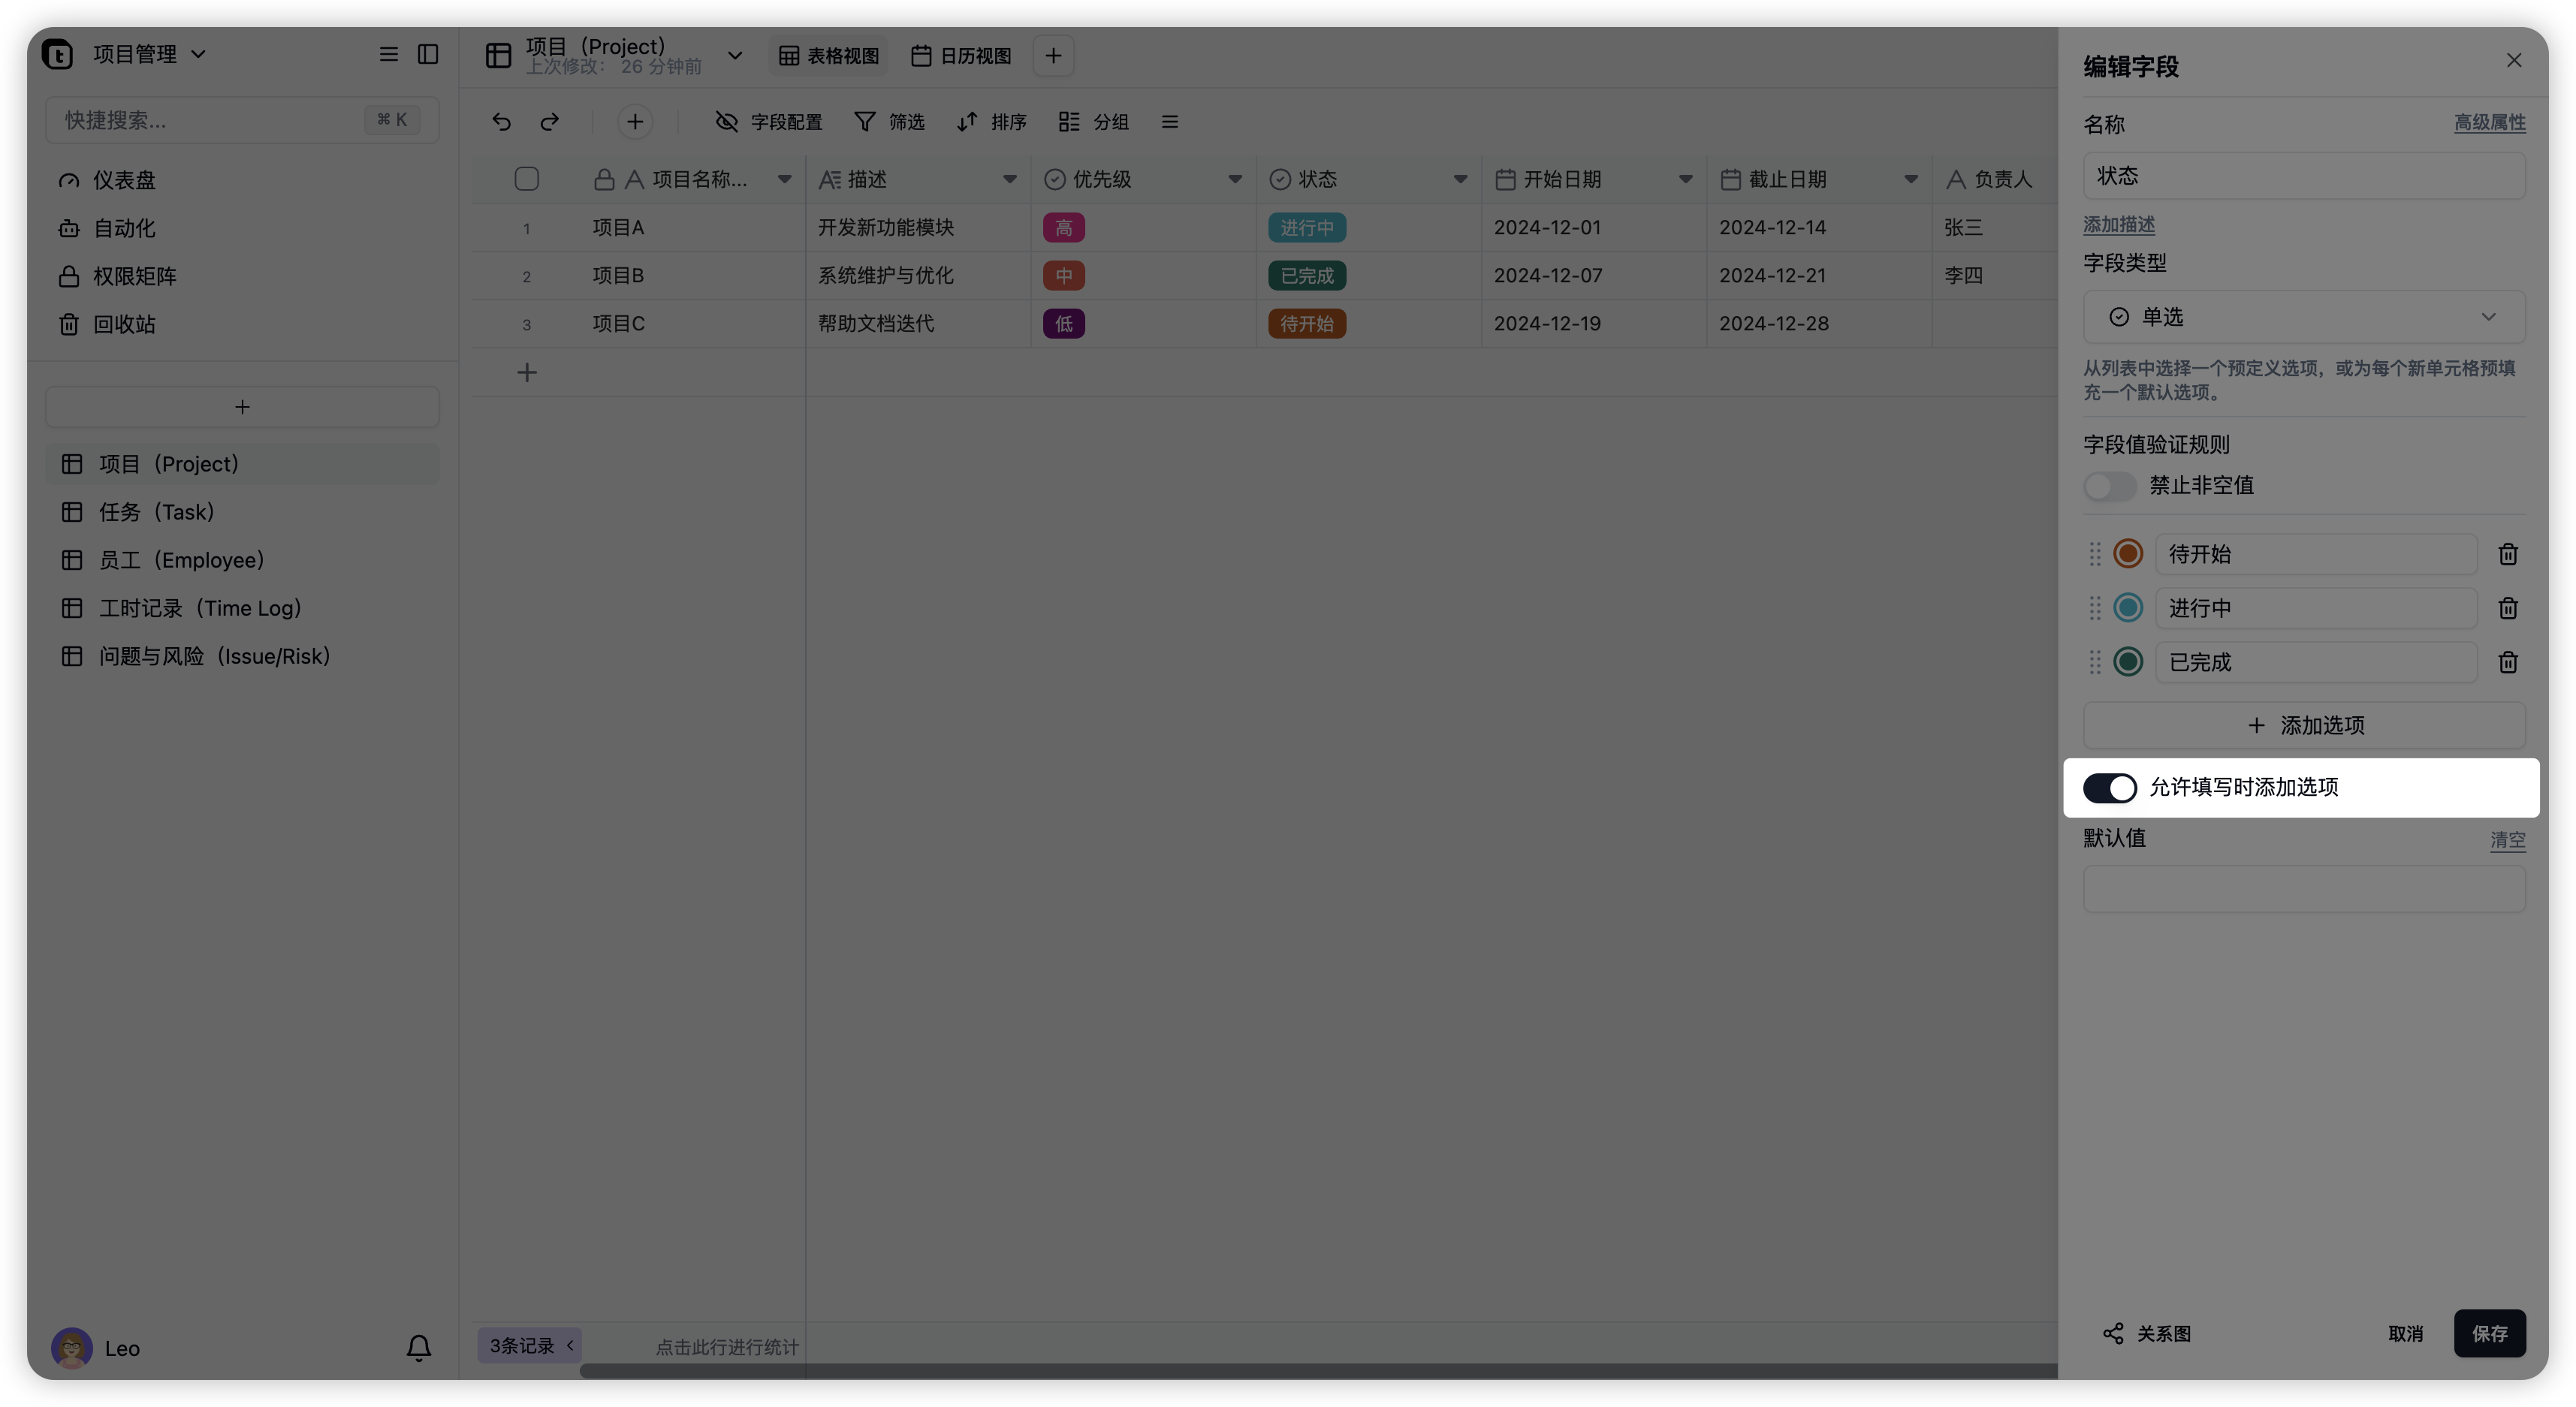 项目管理
快捷搜索...
⌘ K
仪表盘
自动化
权限矩阵
回收站
项目（Project）
任务（Task）
员工（Employee）
工时记录（Time Log）
问题与风险（Issue/Risk）
Leo
项目（Project）
上次修改： 26 分钟前
表格视图
日历视图
字段配置
筛选
排序
分组
项目名称...
描述
优先级
状态
开始日期
截止日期
负责人
1 项目A 开发新功能模块 高 进行中 2024-12-01 2024-12-14 张三
2 项目B 系统维护与优化 中 已完成 2024-12-07 2024-12-21 李四
3 项目C 帮助文档迭代 低 待开始 2024-12-19 2024-12-28
3条记录
点击此行进行统计
编辑字段
名称
高级属性
状态
添加描述
字段类型
单选
从列表中选择一个预定义选项，或为每个新单元格预填
充一个默认选项。
字段值验证规则
禁止非空值
待开始
进行中
已完成
添加选项
允许填写时添加选项
默认值
清空
关系图
取消
保存